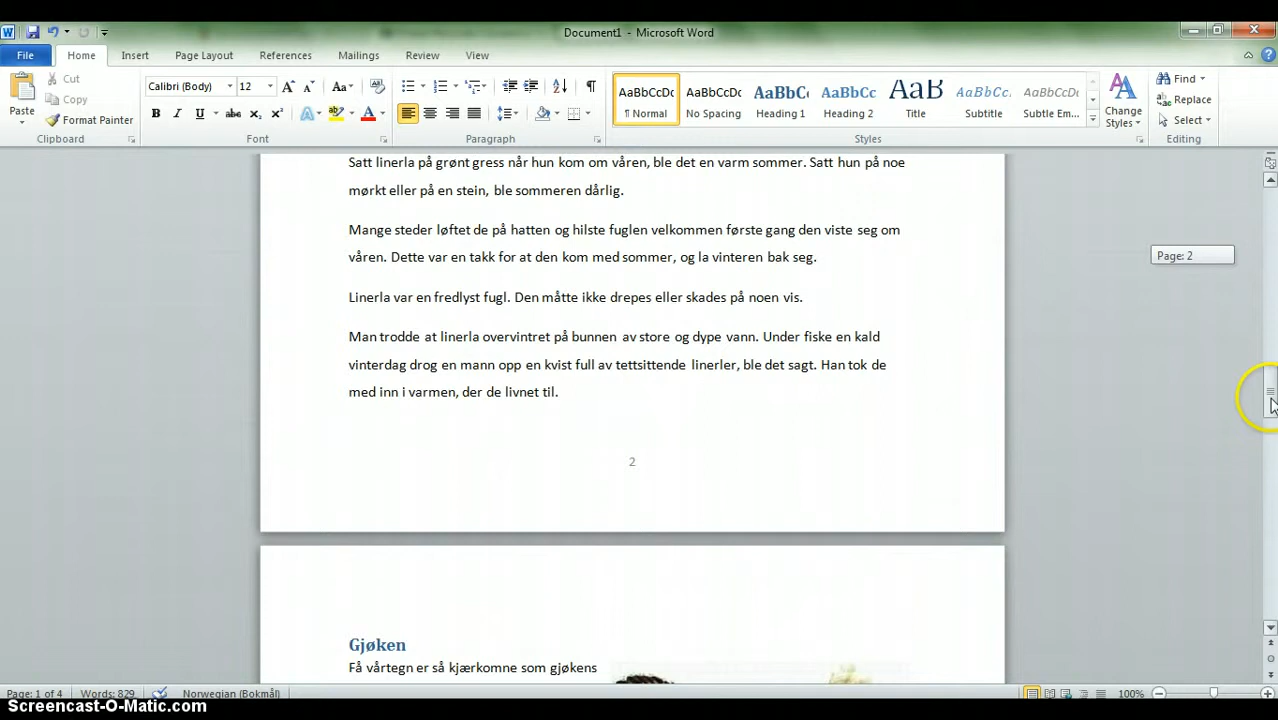 Document1 - Microsoft Word
File Home Insert Page Layout References Mailings Review View
Paste
Cut
Copy
Format Painter
Clipboard
Calibri (Body) 12
Font
Paragraph
AaBbCcDc AaBbCcDc AaBbC AaBbCc AaB AaBbCc. AaBbCcDc
¶ Normal No Spacing Heading 1 Heading 2 Title Subtitle Subtle Em...
Change Styles
Styles
Find
Replace
Select
Editing
Satt linerla på grønt gress når hun kom om våren, ble det en varm sommer. Satt hun på noe
mørkt eller på en stein, ble sommeren dårlig.
Mange steder løftet de på hatten og hilste fuglen velkommen første gang den viste seg om
våren. Dette var en takk for at den kom med sommer, og la vinteren bak seg.
Linerla var en fredlyst fugl. Den måtte ikke drepes eller skades på noen vis.
Man trodde at linerla overvintret på bunnen av store og dype vann. Under fiske en kald
vinterdag drog en mann opp en kvist full av tettsittende linerler, ble det sagt. Han tok de
med inn i varmen, der de livnet til.
2
Page: 2
Gjøken
Få vårtegn er så kjærkomne som gjøkens
Page: 1 of 4 Words: 829 Norwegian (Bokmål) 100%
Screencast-O-Matic.com